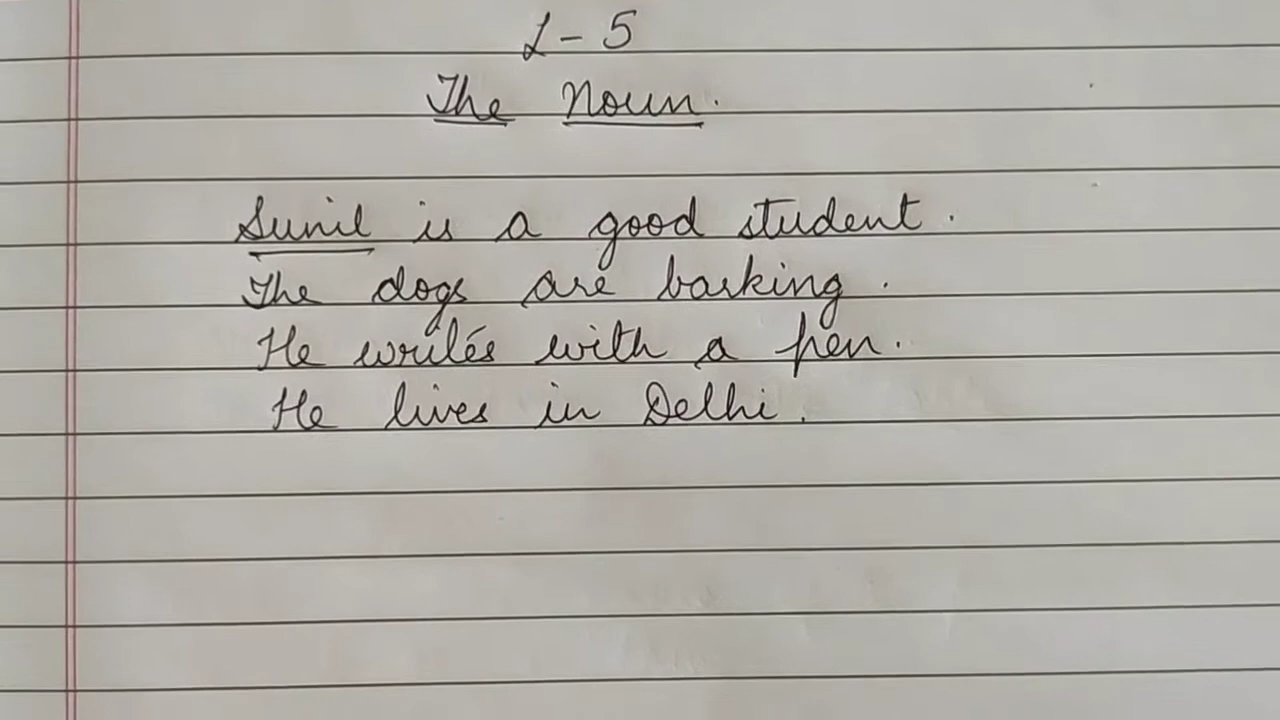 L-5
The Noun.
Sunil is a good student.
The dogs are barking.
He writes with a pen.
He lives in Delhi.